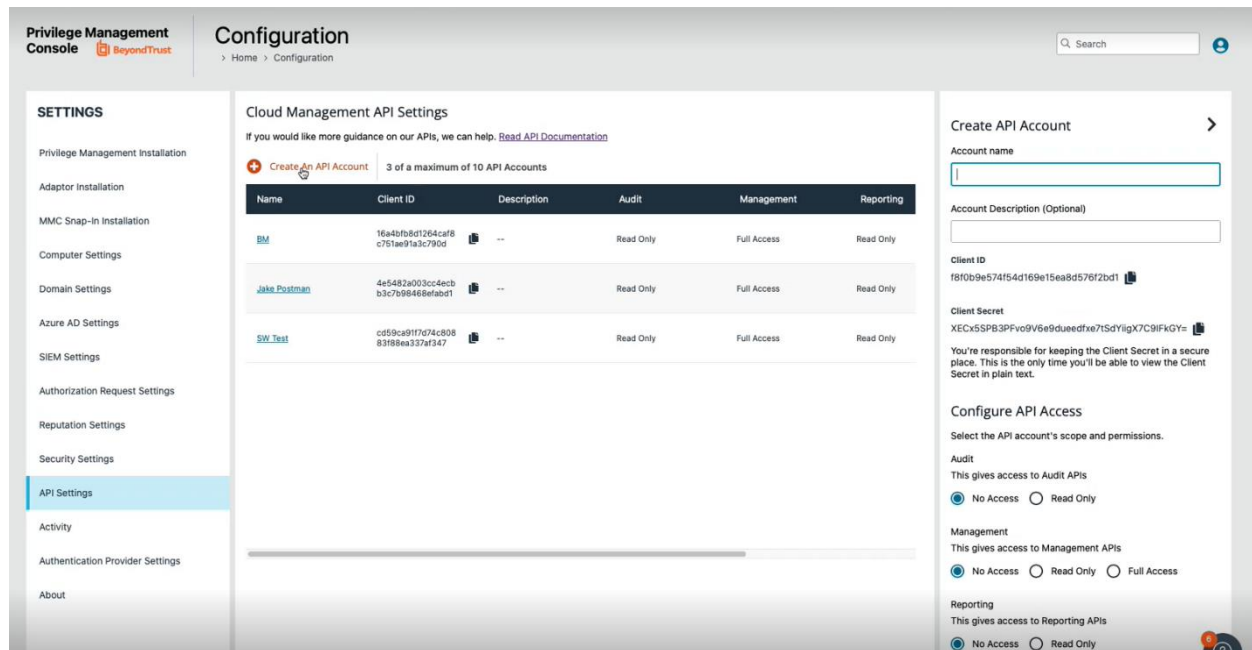 Privilege Management
Console BeyondTrust
Configuration
> Home > Configuration
Search
SETTINGS
Privilege Management Installation
Adaptor Installation
MMC Snap-In Installation
Computer Settings
Domain Settings
Azure AD Settings
SIEM Settings
Authorization Request Settings
Reputation Settings
Security Settings
API Settings
Activity
Authentication Provider Settings
About
Cloud Management API Settings
If you would like more guidance on our APIs, we can help. Read API Documentation
Create An API Account 3 of a maximum of 10 API Accounts
Name Client ID Description Audit Management Reporting
BM 16a4bfb8d1264caf8 -- Read Only Full Access Read Only
c751ae91a3c790d
Jake Postman 4e5482a003cc4ecb -- Read Only Full Access Read Only
b3c7b98468efabd1
SW Test cd59ca91f7d74c808 -- Read Only Full Access Read Only
83f88ea337af347
Create API Account
Account name
Account Description (Optional)
Client ID
f8f0b9e574f54d169e15ea8d576f2bd1
Client Secret
XECx5SPB3PFvo9V6e9dueedfxe7tSdYiigX7C9IFkGY=
You're responsible for keeping the Client Secret in a secure
place. This is the only time you'll be able to view the Client
Secret in plain text.
Configure API Access
Select the API account's scope and permissions.
Audit
This gives access to Audit APIs
No Access Read Only
Management
This gives access to Management APIs
No Access Read Only Full Access
Reporting
This gives access to Reporting APIs
No Access Read Only
6